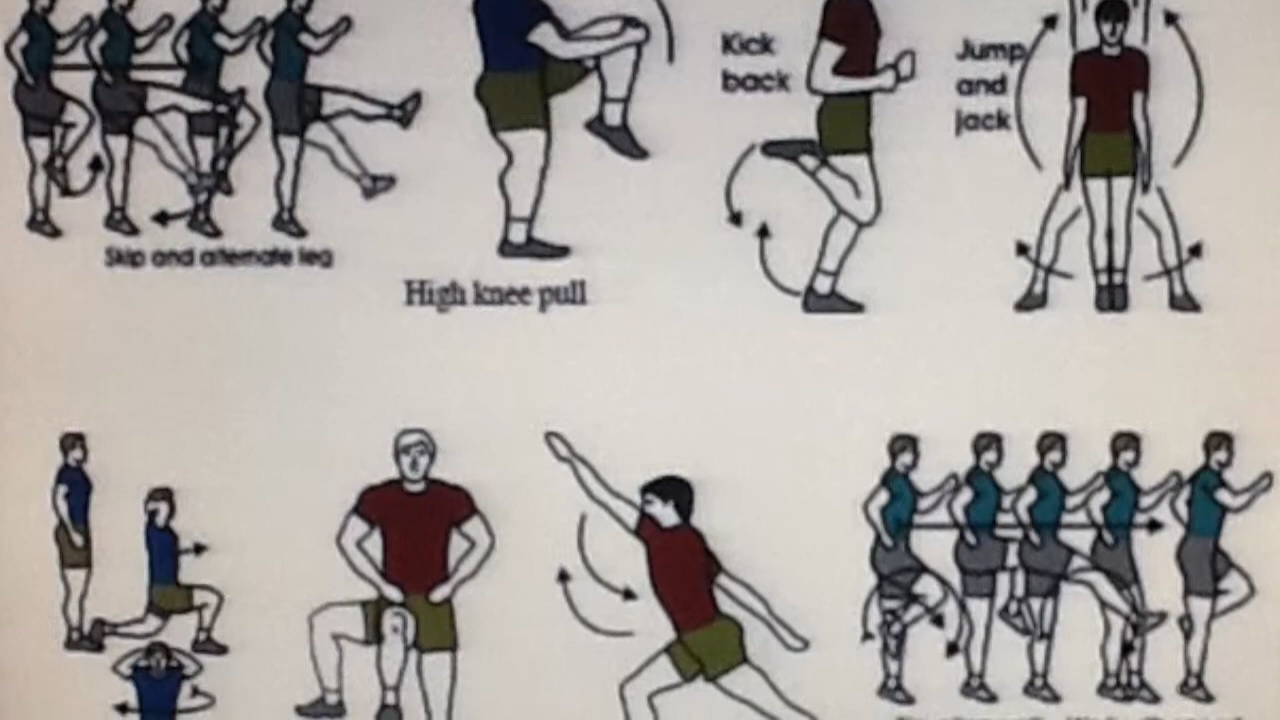 Kick
back
Jump
and
jack
Skip and alternate leg
High knee pull